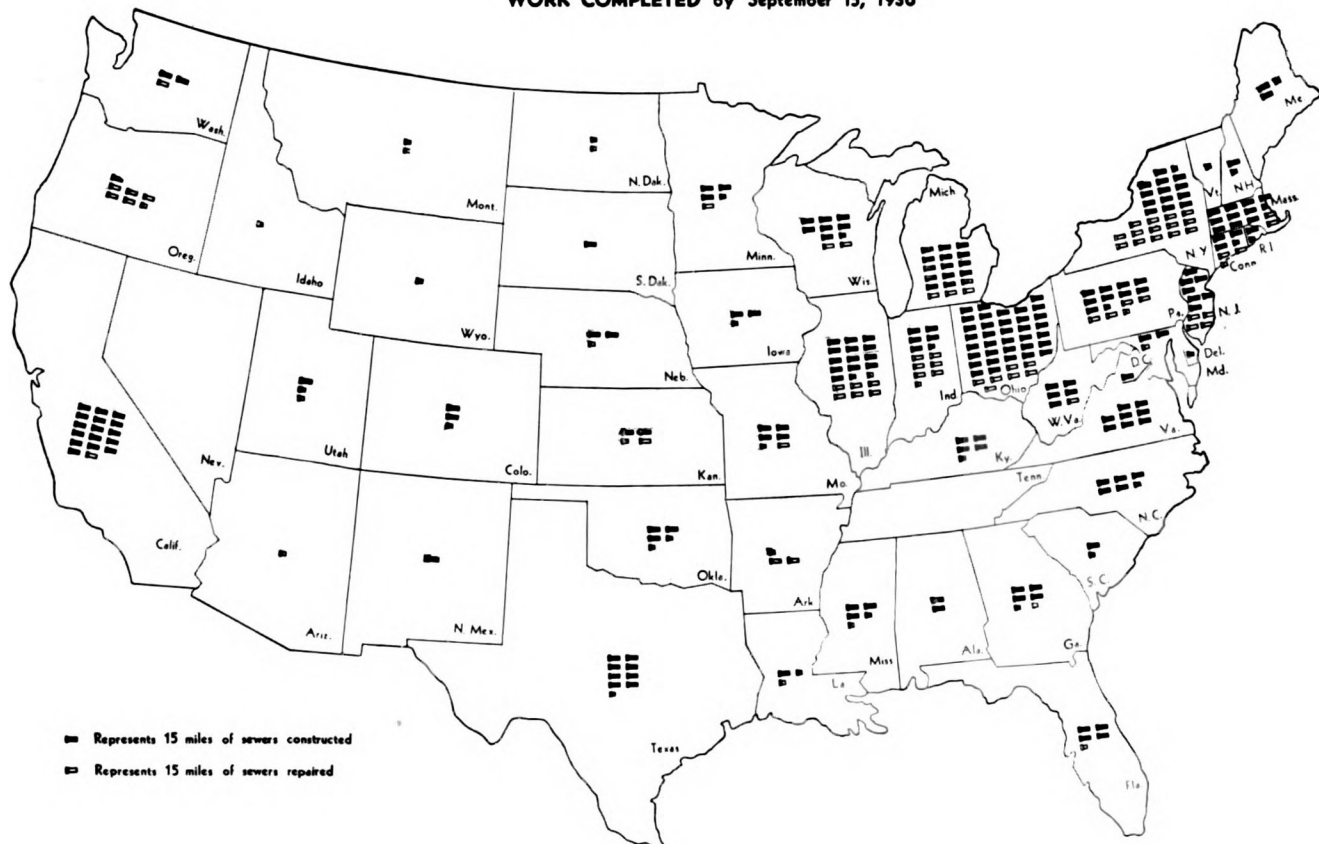 WORK COMPLETED by September 15, 1936
Wash.
Oreg.
Idaho
Mont.
Wyo.
N. Dak.
S. Dak.
Neb.
Minn.
Iowa
Wis.
Mich
Ill.
Ind
Ohio
Me
Vt.
N.H.
Mass.
R.I
Conn
N.Y
Pa.
N.J.
Del.
Md.
D.C.
W.Va.
Va.
Ky.
Tenn
N.C.
S.C.
Ga.
Ala.
Miss
La
Fla.
Ark
Mo.
Kan.
Okla.
Texas
N. Mex.
Colo.
Utah
Nev.
Ariz.
Calif.
Represents 15 miles of sewers constructed
Represents 15 miles of sewers repaired